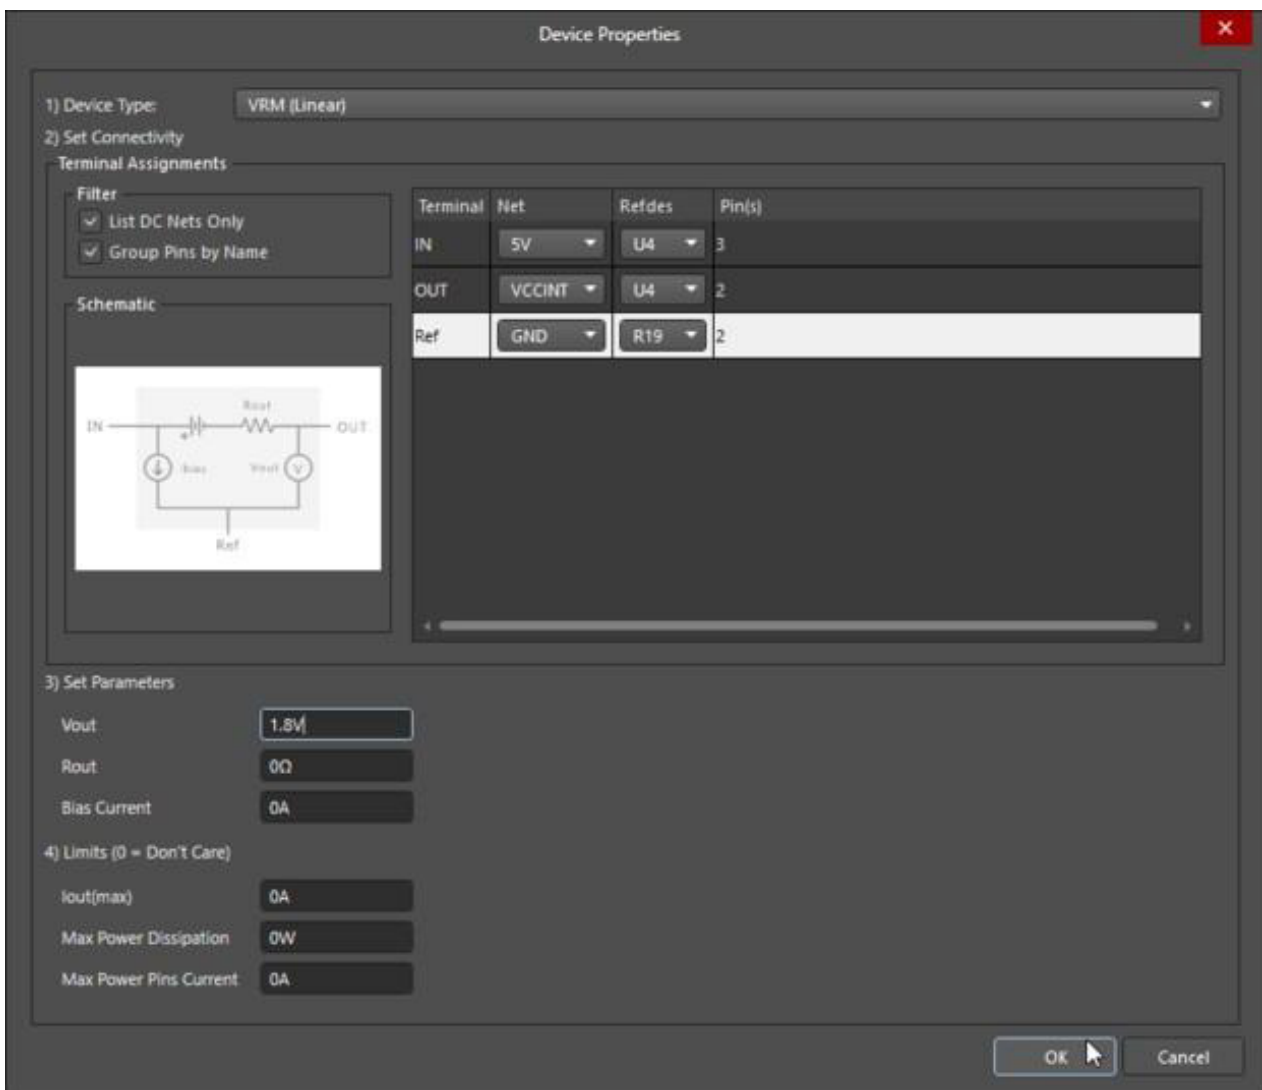 Device Properties
1) Device Type: VRM (Linear)
2) Set Connectivity
Terminal Assignments
Filter
List DC Nets Only
Group Pins by Name
Terminal Net Refdes Pin(s)
IN 5V U4 3
OUT VCCINT U4 2
Ref GND R19 2
Schematic
Rout
IN OUT
Bias Vout V
Ref
3) Set Parameters
Vout 1.8V
Rout 0Ω
Bias Current 0A
4) Limits (0 = Don't Care)
Iout(max) 0A
Max Power Dissipation 0W
Max Power Pins Current 0A
OK Cancel